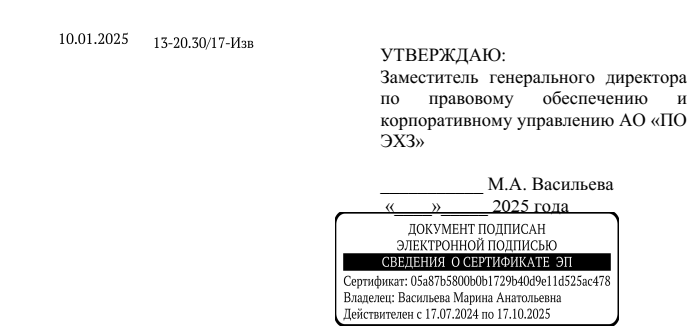 10.01.2025 13-20.30/17-Изв
УТВЕРЖДАЮ:
Заместитель генерального директора
по правовому обеспечению и
корпоративному управлению АО «ПО
ЭХЗ»
___________ М.А. Васильева
«____»_____ 2025 года
ДОКУМЕНТ ПОДПИСАН
ЭЛЕКТРОННОЙ ПОДПИСЬЮ
СВЕДЕНИЯ О СЕРТИФИКАТЕ ЭП
Сертификат: 05a87b5800b0b1729b40d9e11d525ac478
Владелец: Васильева Марина Анатольевна
Действителен с 17.07.2024 по 17.10.2025